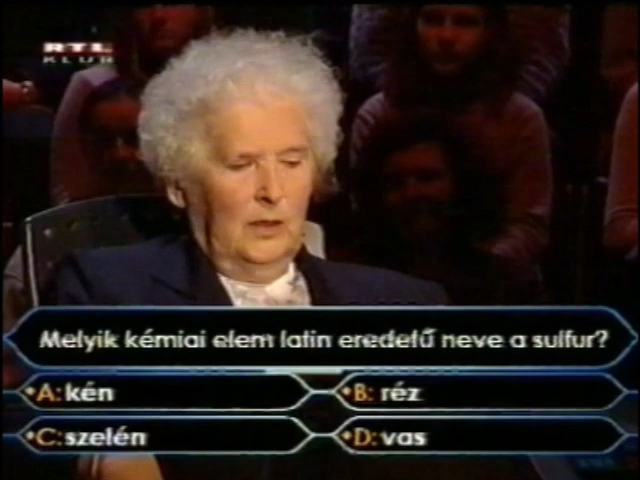 RTL
KLUB
Melyik kémiai elem latin eredetű neve a sulfur?
A: kén
B: réz
C: szelén
D: vas